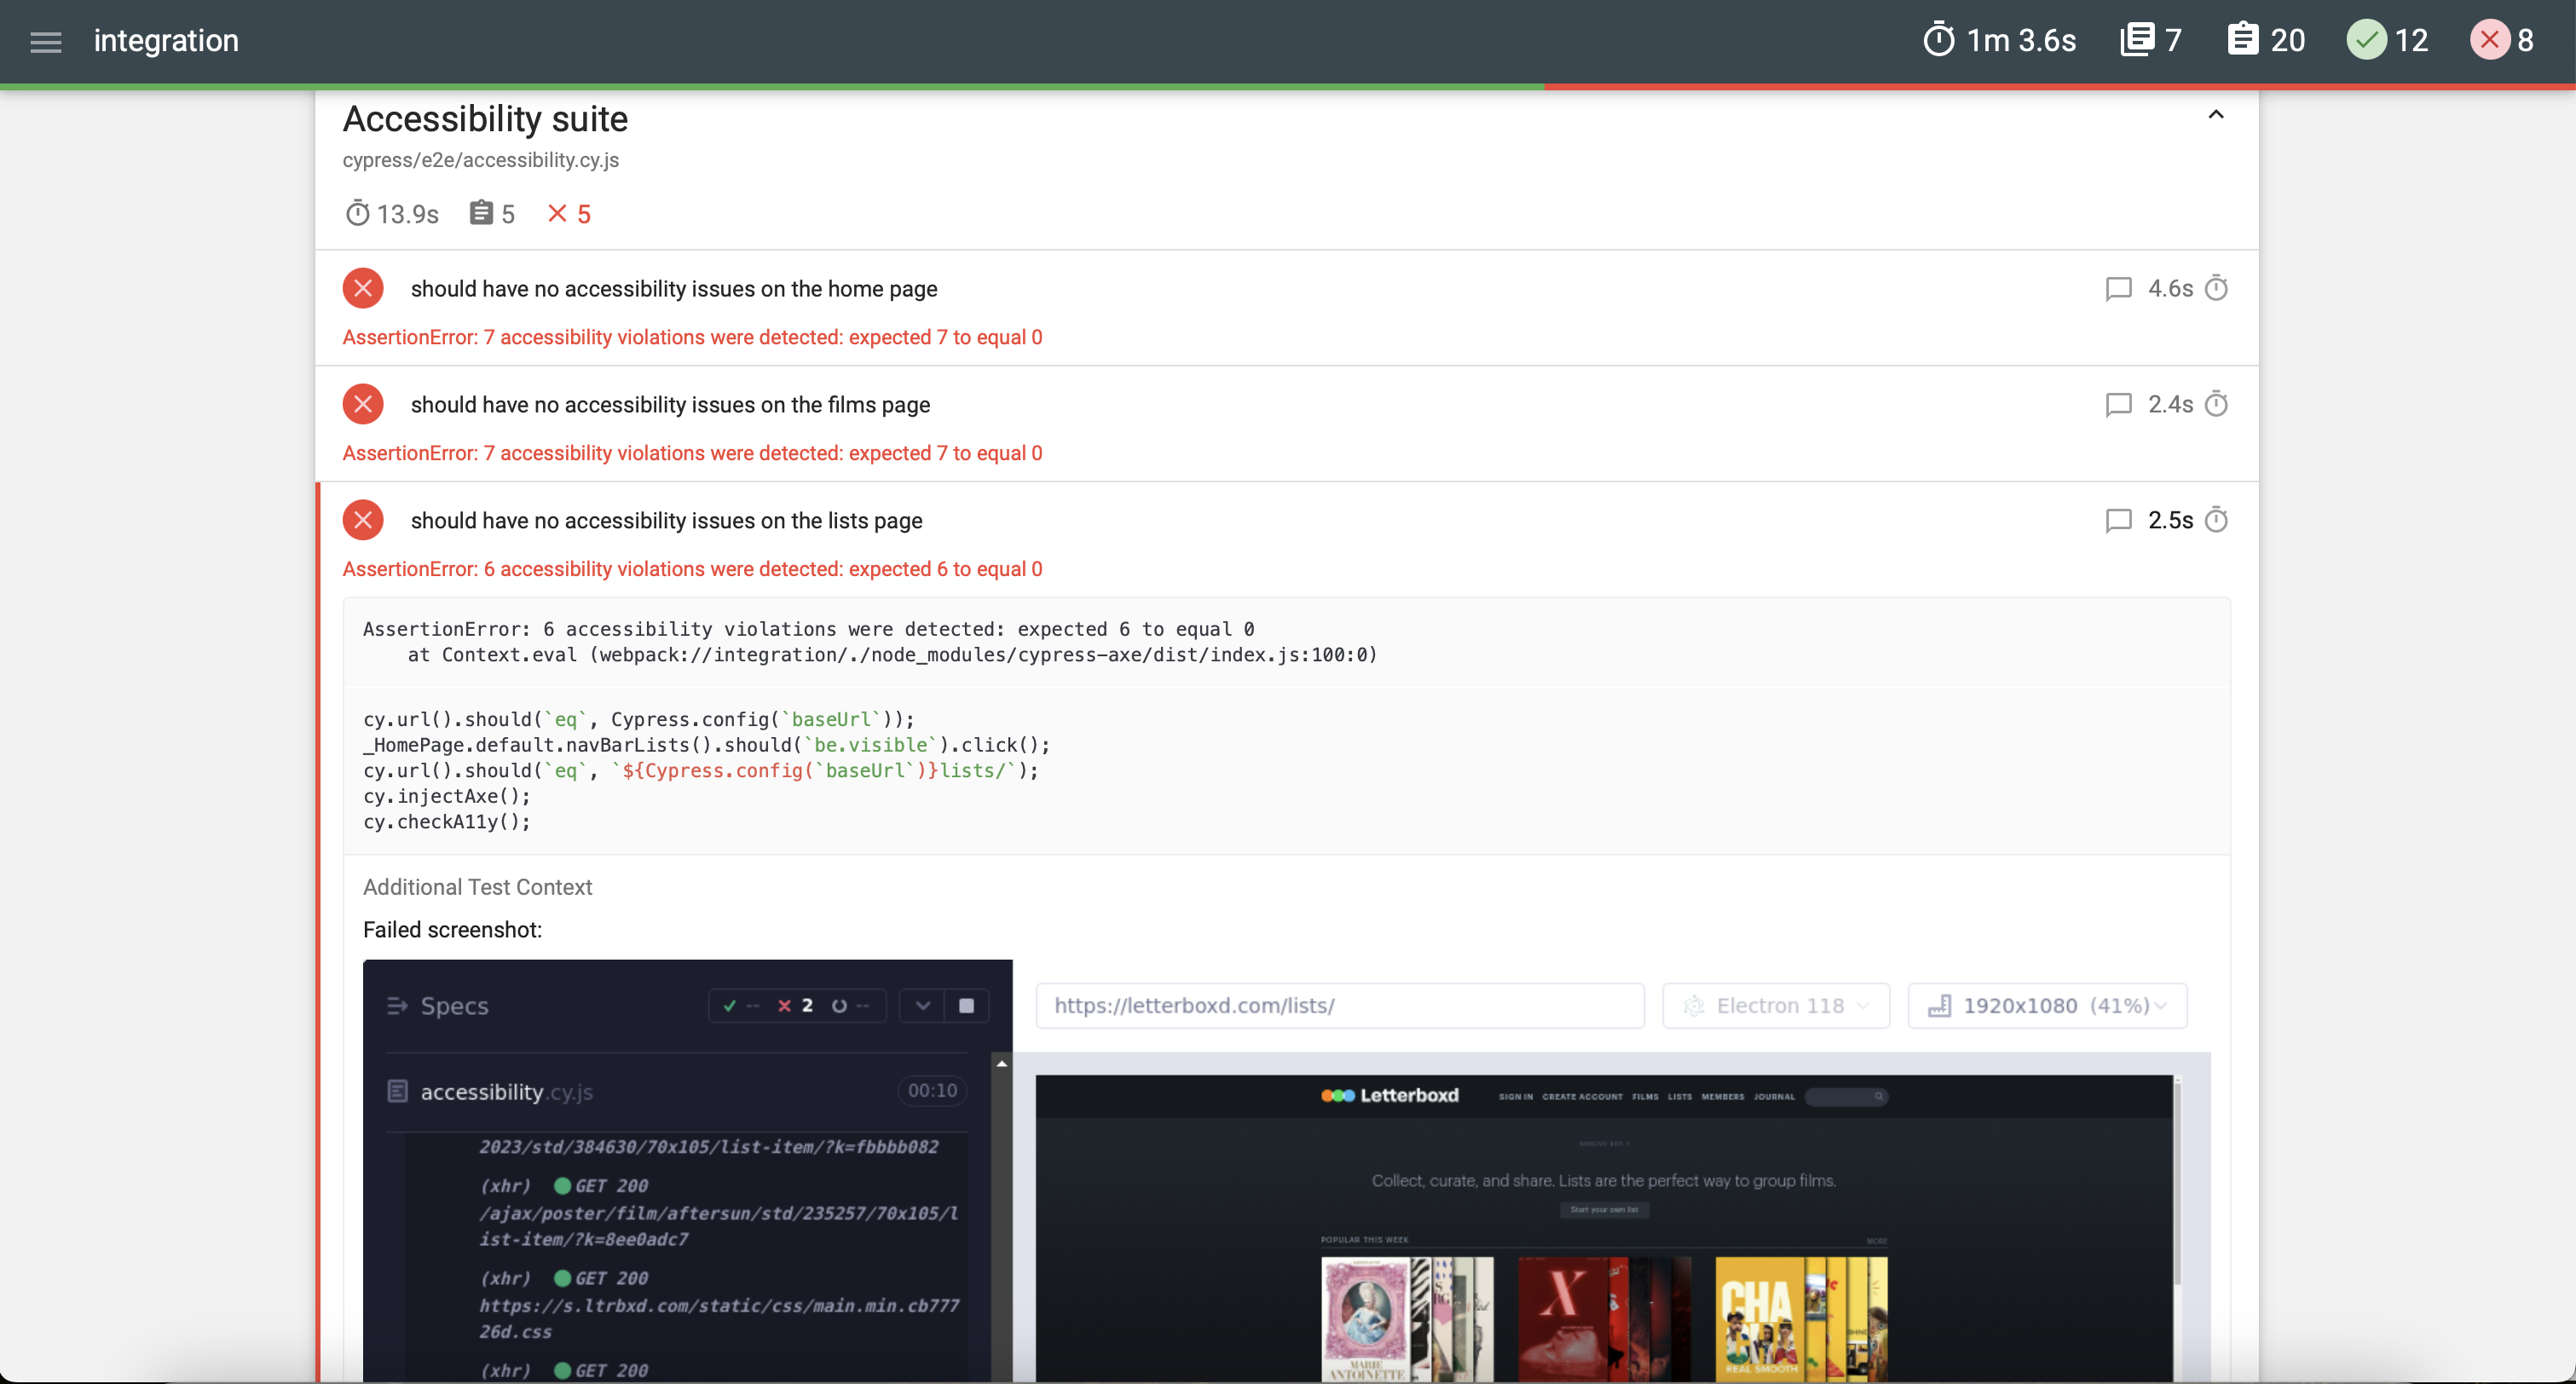 integration
1m 3.6s
7
20
12
8
Accessibility suite
cypress/e2e/accessibility.cy.js
13.9s
5
5
should have no accessibility issues on the home page
4.6s
AssertionError: 7 accessibility violations were detected: expected 7 to equal 0
should have no accessibility issues on the films page
2.4s
AssertionError: 7 accessibility violations were detected: expected 7 to equal 0
should have no accessibility issues on the lists page
2.5s
AssertionError: 6 accessibility violations were detected: expected 6 to equal 0
AssertionError: 6 accessibility violations were detected: expected 6 to equal 0
at Context.eval (webpack://integration/./node_modules/cypress-axe/dist/index.js:100:0)
cy.url().should(`eq`, Cypress.config(`baseUrl`));
_HomePage.default.navBarLists().should(`be.visible`).click();
cy.url().should(`eq`, `${Cypress.config(`baseUrl`)}lists/`);
cy.injectAxe();
cy.checkA11y();
Additional Test Context
Failed screenshot:
Specs
-- 2 --
accessibility.cy.js
00:10
2023/std/384630/70x105/list-item/?k=fbbbb082
(xhr) GET 200
/ajax/poster/film/aftersun/std/235257/70x105/l
ist-item/?k=8ee0adc7
(xhr) GET 200
https://s.ltrbxd.com/static/css/main.min.cb777
26d.css
(xhr) GET 200
https://letterboxd.com/lists/
Electron 118
1920x1080 (41%)
Letterboxd
SIGN IN CREATE ACCOUNT FILMS LISTS MEMBERS JOURNAL
Collect, curate, and share. Lists are the perfect way to group films.
Start your own list
POPULAR THIS WEEK
MORE
MARIE
ANTOINETTE
X
CHA
CHA
REAL SMOOTH